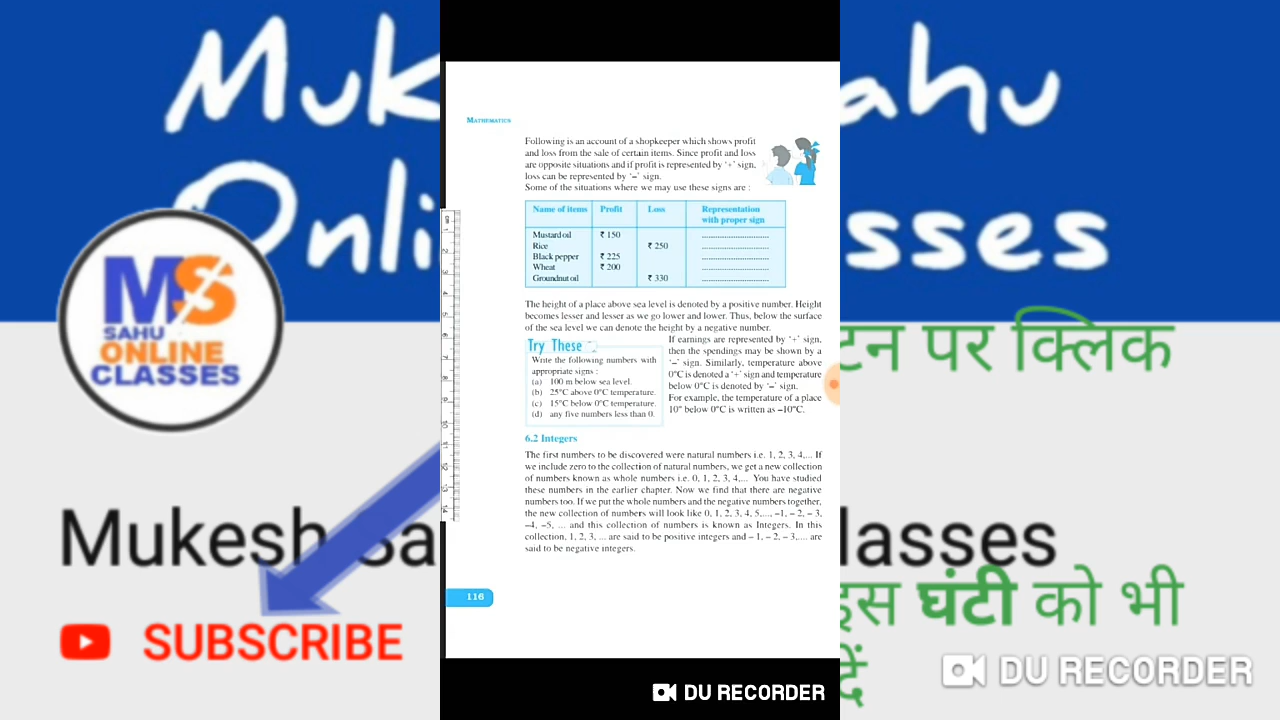 Muk
ahu
Onli
sses
MS
SAHU
ONLINE
CLASSES
टन पर क्लिक
Mukesh Sa
lasses
इस घंटी को भी
दें
SUBSCRIBE
DU RECORDER
MATHEMATICS
Following is an account of a shopkeeper which shows profit
and loss from the sale of certain items. Since profit and loss
are opposite situations and if profit is represented by ‘+’ sign,
loss can be represented by ‘–’ sign.
Some of the situations where we may use these signs are :
Name of items Profit Loss Representation
with proper sign
Mustard oil ₹ 150 ..............................
Rice ₹ 250 ..............................
Black pepper ₹ 225 ..............................
Wheat ₹ 200 ..............................
Groundnut oil ₹ 330 ..............................
The height of a place above sea level is denoted by a positive number. Height
becomes lesser and lesser as we go lower and lower. Thus, below the surface
of the sea level we can denote the height by a negative number.
Try These
Write the following numbers with
appropriate signs :
(a) 100 m below sea level.
(b) 25°C above 0°C temperature.
(c) 15°C below 0°C temperature.
(d) any five numbers less than 0.
If earnings are represented by ‘+’ sign,
then the spendings may be shown by a
‘–’ sign. Similarly, temperature above
0°C is denoted a ‘+’ sign and temperature
below 0°C is denoted by ‘–’ sign.
For example, the temperature of a place
10° below 0°C is written as –10°C.
6.2 Integers
The first numbers to be discovered were natural numbers i.e. 1, 2, 3, 4,... If
we include zero to the collection of natural numbers, we get a new collection
of numbers known as whole numbers i.e. 0, 1, 2, 3, 4,... You have studied
these numbers in the earlier chapter. Now we find that there are negative
numbers too. If we put the whole numbers and the negative numbers together,
the new collection of numbers will look like 0, 1, 2, 3, 4, 5,..., –1, – 2, – 3,
–4, –5, ... and this collection of numbers is known as Integers. In this
collection, 1, 2, 3, ... are said to be positive integers and – 1, – 2, – 3,.... are
said to be negative integers.
116
cm 1 2 3 4 5 6 7 8 9 10 11 12 13 14
DU RECORDER